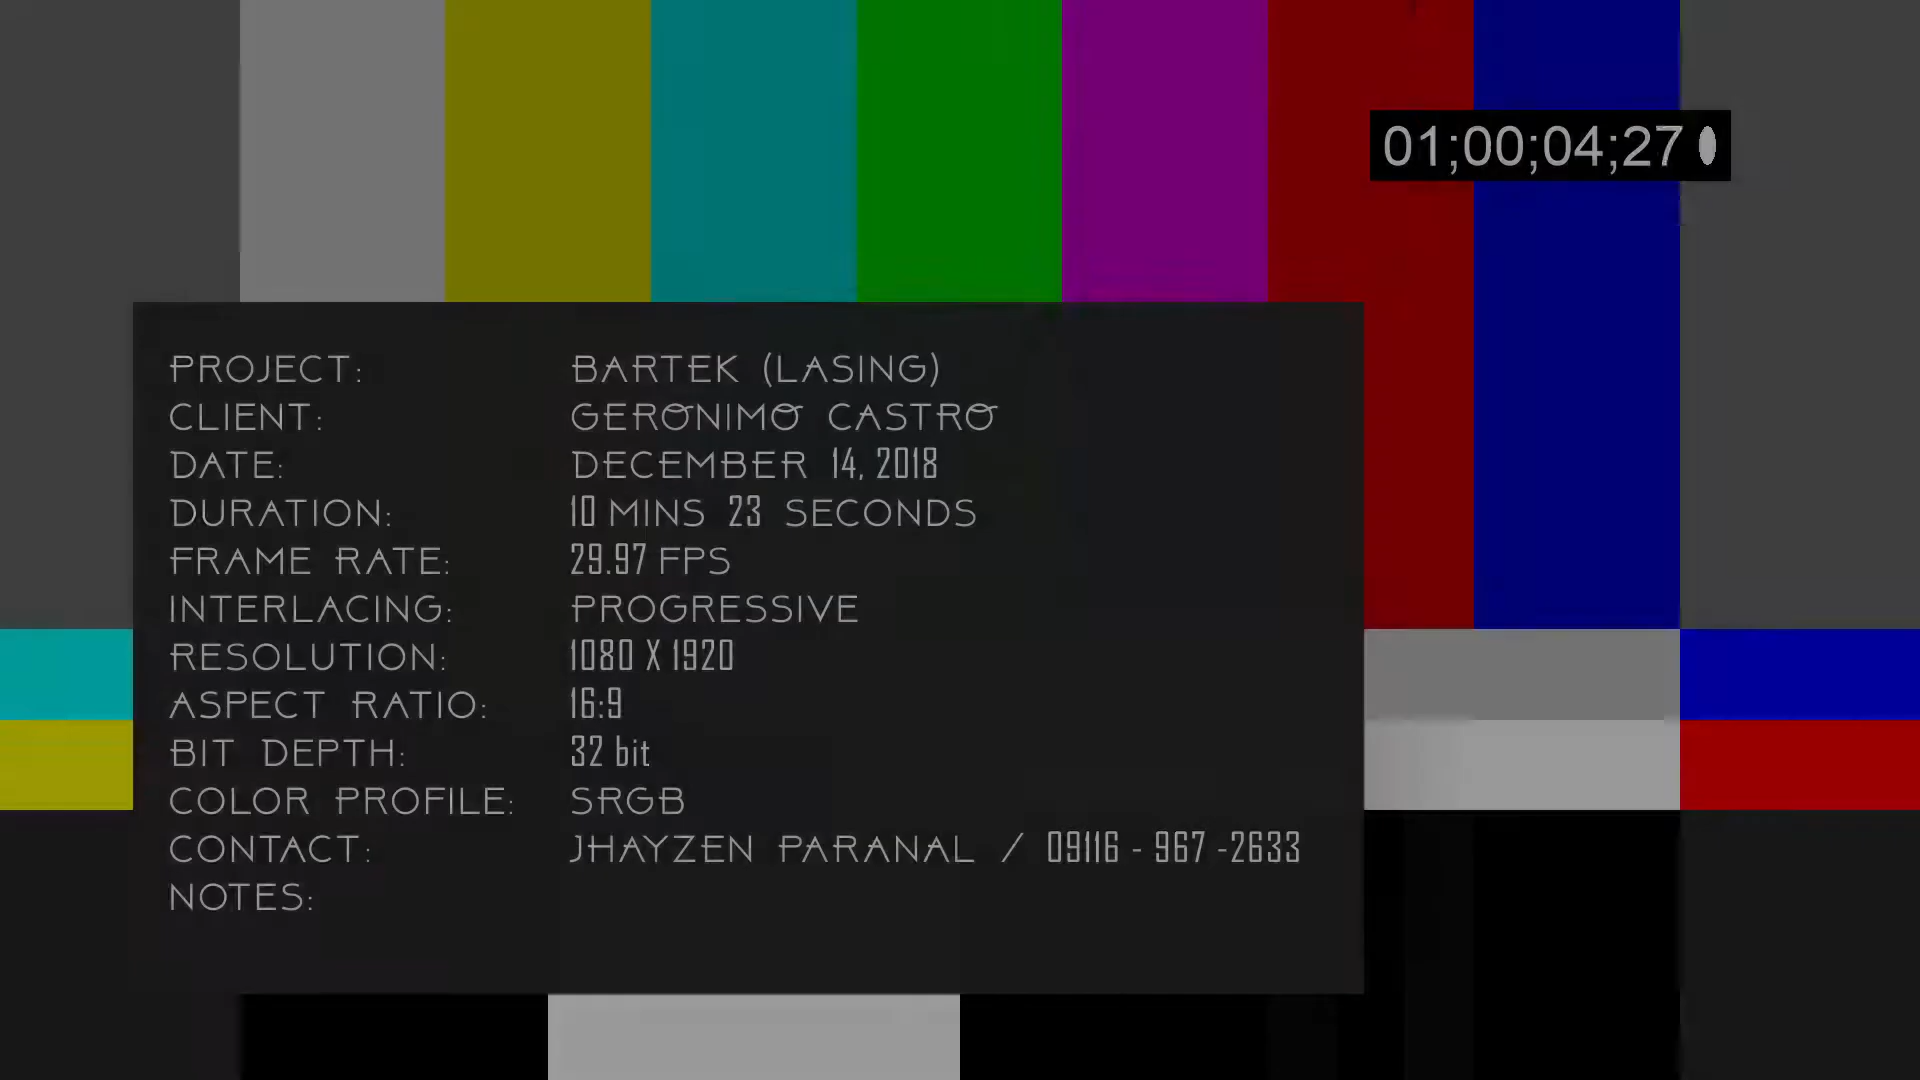 01;00;04;27
PROJECT: BARTEK (LASING)
CLIENT: GERONIMO CASTRO
DATE: DECEMBER 14, 2018
DURATION: 10 MINS 23 SECONDS
FRAME RATE: 29.97 FPS
INTERLACING: PROGRESSIVE
RESOLUTION: 1080 X 1920
ASPECT RATIO: 16:9
BIT DEPTH: 32 bit
COLOR PROFILE: SRGB
CONTACT: JHAYZEN PARANAL / 09116 - 967 -2633
NOTES: